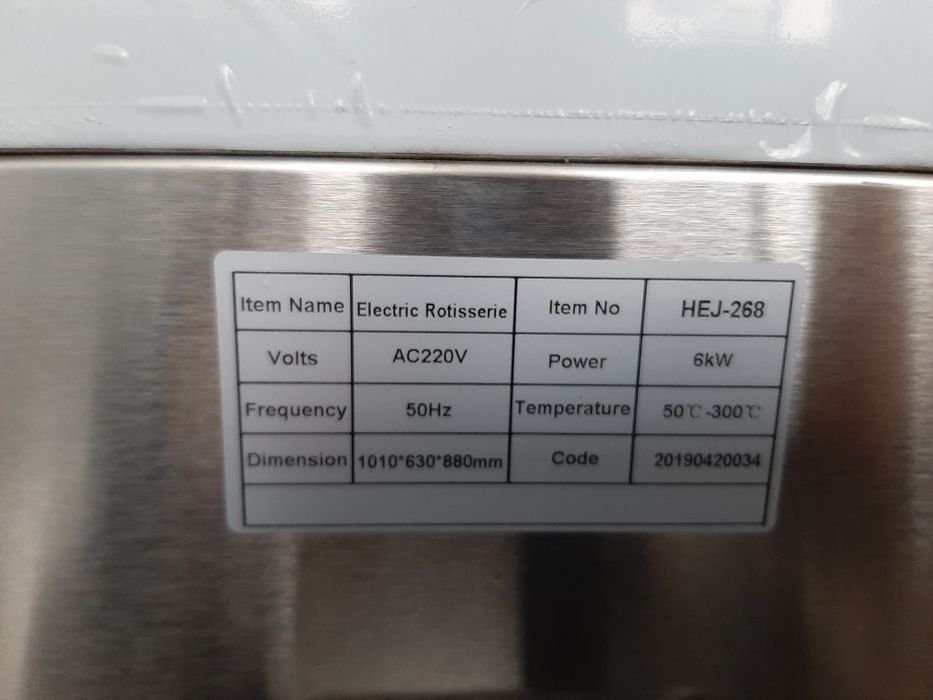 Item Name Electric Rotisserie Item No HEJ-268
Volts AC220V Power 6kW
Frequency 50Hz Temperature 50℃-300℃
Dimension 1010*630*880mm Code 20190420034